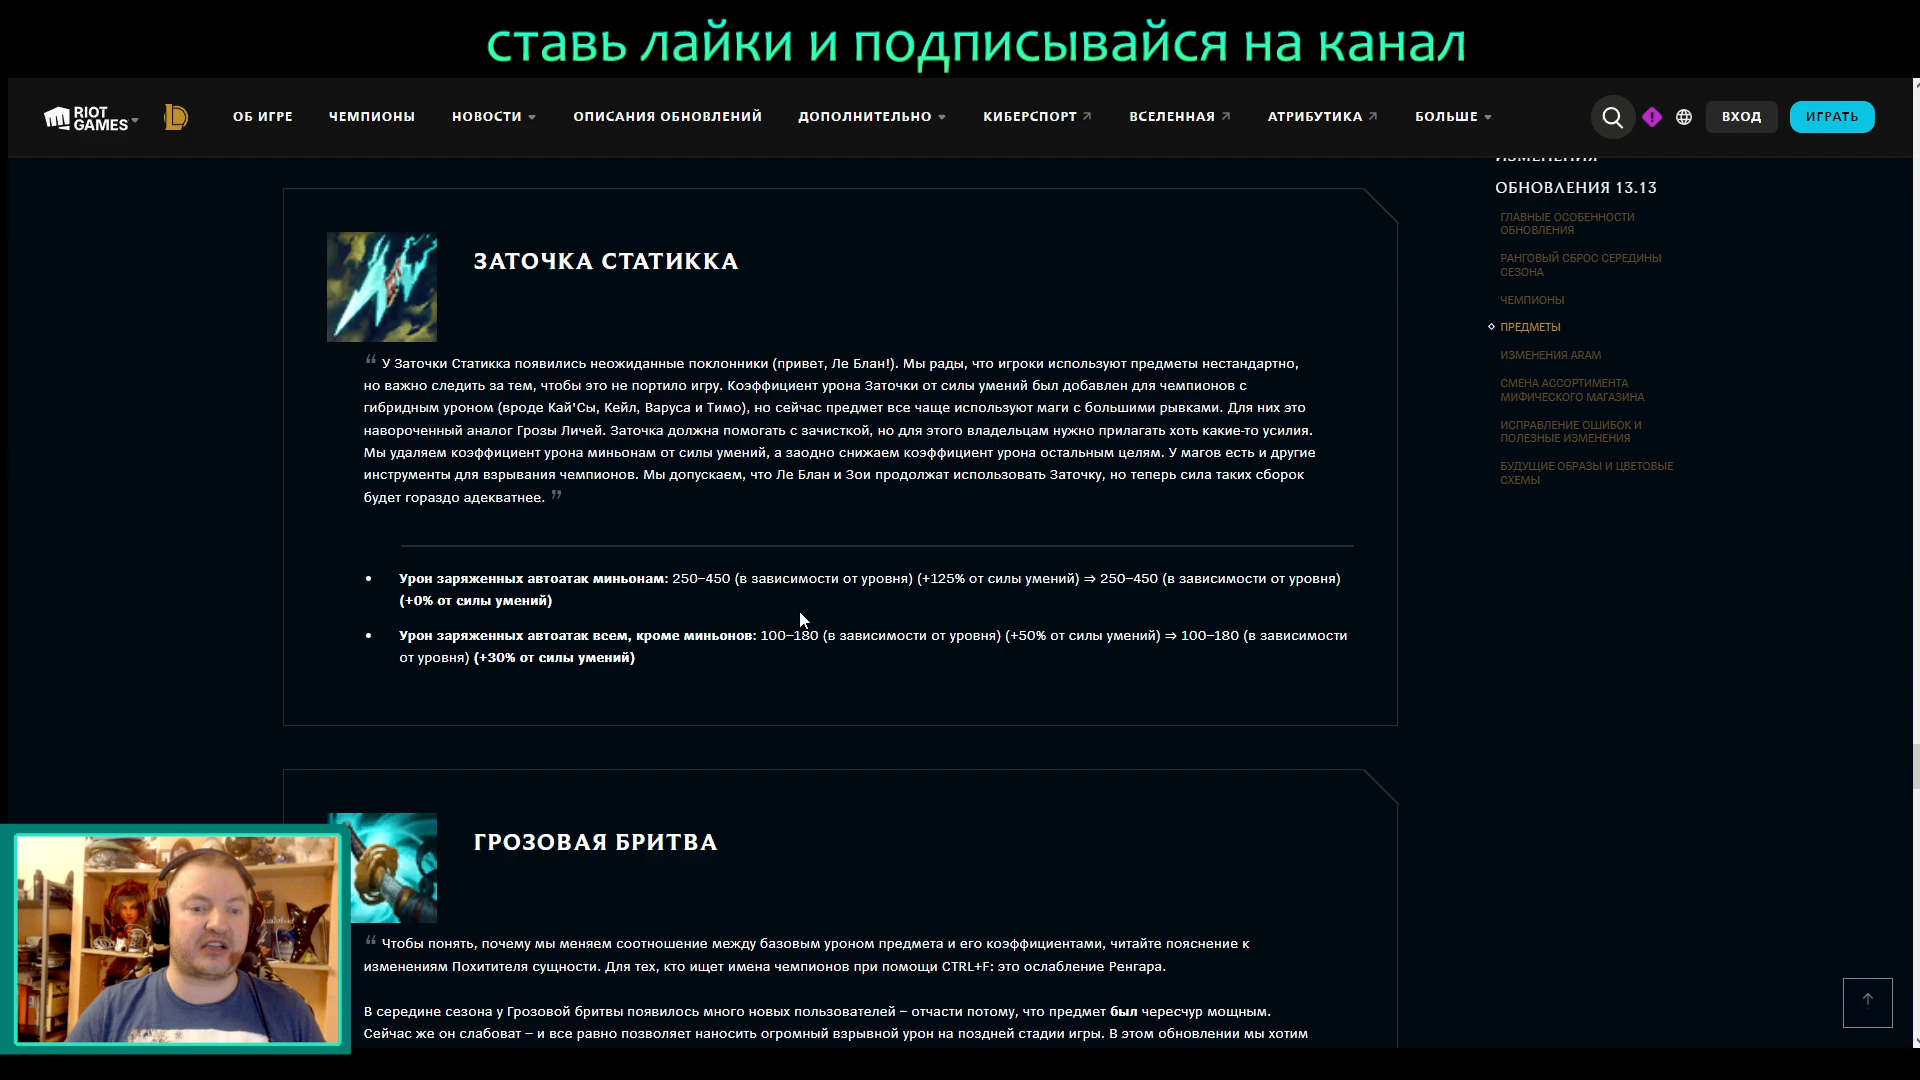 ставь лайки и подписывайся на канал
RIOT GAMES
ОБ ИГРЕ
ЧЕМПИОНЫ
НОВОСТИ
ОПИСАНИЯ ОБНОВЛЕНИЙ
ДОПОЛНИТЕЛЬНО
КИБЕРСПОРТ
ВСЕЛЕННАЯ
АТРИБУТИКА
БОЛЬШЕ
ВХОД
ИГРАТЬ
ИЗМЕНЕНИЯ
ОБНОВЛЕНИЯ 13.13
ГЛАВНЫЕ ОСОБЕННОСТИ
ОБНОВЛЕНИЯ
РАНГОВЫЙ СБРОС СЕРЕДИНЫ
СЕЗОНА
ЧЕМПИОНЫ
ПРЕДМЕТЫ
ИЗМЕНЕНИЯ ARAM
СМЕНА АССОРТИМЕНТА
МИФИЧЕСКОГО МАГАЗИНА
ИСПРАВЛЕНИЕ ОШИБОК И
ПОЛЕЗНЫЕ ИЗМЕНЕНИЯ
БУДУЩИЕ ОБРАЗЫ И ЦВЕТОВЫЕ
СХЕМЫ
ЗАТОЧКА СТАТИККА
“ У Заточки Статикка появились неожиданные поклонники (привет, Ле Блан!). Мы рады, что игроки используют предметы нестандартно,
но важно следить за тем, чтобы это не портило игру. Коэффициент урона Заточки от силы умений был добавлен для чемпионов с
гибридным уроном (вроде Кай'Сы, Кейл, Варуса и Тимо), но сейчас предмет все чаще используют маги с большими рывками. Для них это
навороченный аналог Грозы Личей. Заточка должна помогать с зачисткой, но для этого владельцам нужно прилагать хоть какие-то усилия.
Мы удаляем коэффициент урона миньонам от силы умений, а заодно снижаем коэффициент урона остальным целям. У магов есть и другие
инструменты для взрывания чемпионов. Мы допускаем, что Ле Блан и Зои продолжат использовать Заточку, но теперь сила таких сборок
будет гораздо адекватнее. ”
• Урон заряженных автоатак миньонам: 250–450 (в зависимости от уровня) (+125% от силы умений) ⇒ 250–450 (в зависимости от уровня)
(+0% от силы умений)
• Урон заряженных автоатак всем, кроме миньонов: 100–180 (в зависимости от уровня) (+50% от силы умений) ⇒ 100–180 (в зависимости
от уровня) (+30% от силы умений)
ГРОЗОВАЯ БРИТВА
“ Чтобы понять, почему мы меняем соотношение между базовым уроном предмета и его коэффициентами, читайте пояснение к
изменениям Похитителя сущности. Для тех, кто ищет имена чемпионов при помощи CTRL+F: это ослабление Ренгара.
В середине сезона у Грозовой бритвы появилось много новых пользователей – отчасти потому, что предмет был чересчур мощным.
Сейчас же он слабоват – и все равно позволяет наносить огромный взрывной урон на поздней стадии игры. В этом обновлении мы хотим